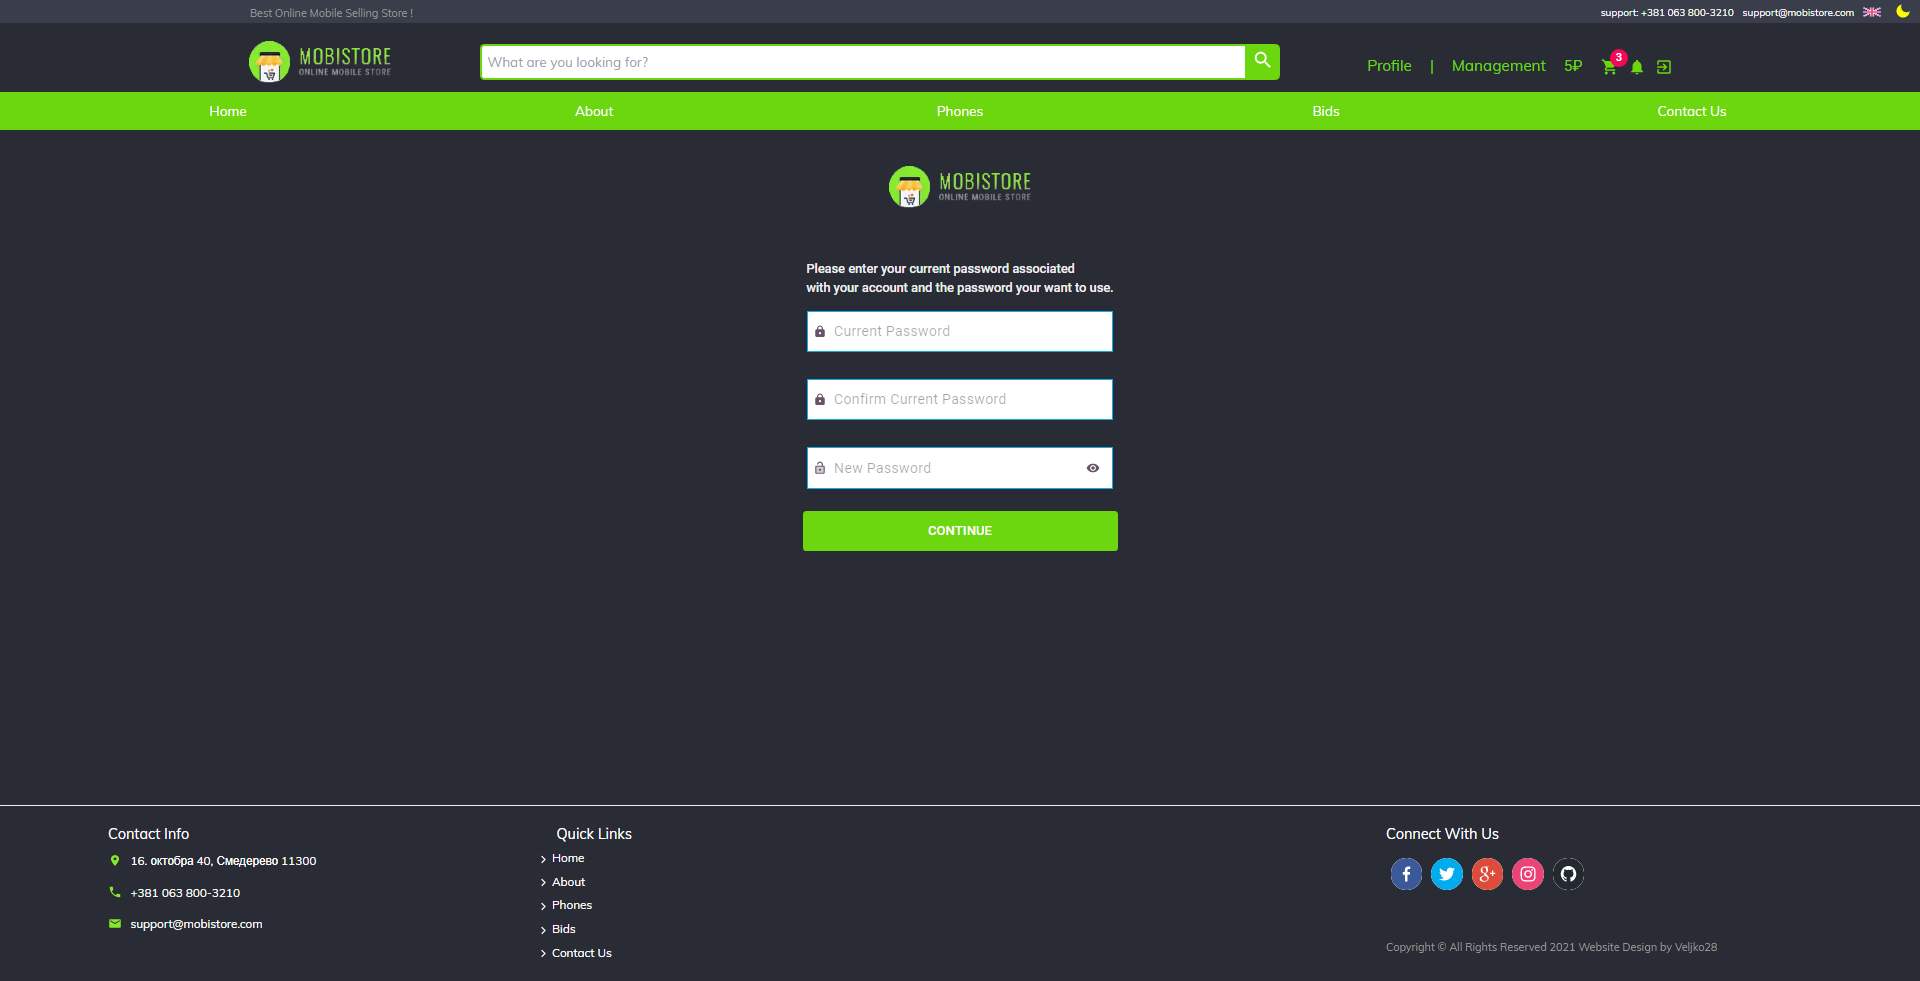 Best Online Mobile Selling Store !
support: +381 063 800-3210 support@mobistore.com
MOBISTORE
ONLINE MOBILE STORE
What are you looking for?
Profile | Management 5₽ 3
Home About Phones Bids Contact Us
MOBISTORE
ONLINE MOBILE STORE
Please enter your current password associated
with your account and the password your want to use.
Current Password
Confirm Current Password
New Password
CONTINUE
Contact Info
16. октобра 40, Смедерево 11300
+381 063 800-3210
support@mobistore.com
Quick Links
Home
About
Phones
Bids
Contact Us
Connect With Us
Copyright © All Rights Reserved 2021 Website Design by Veljko28